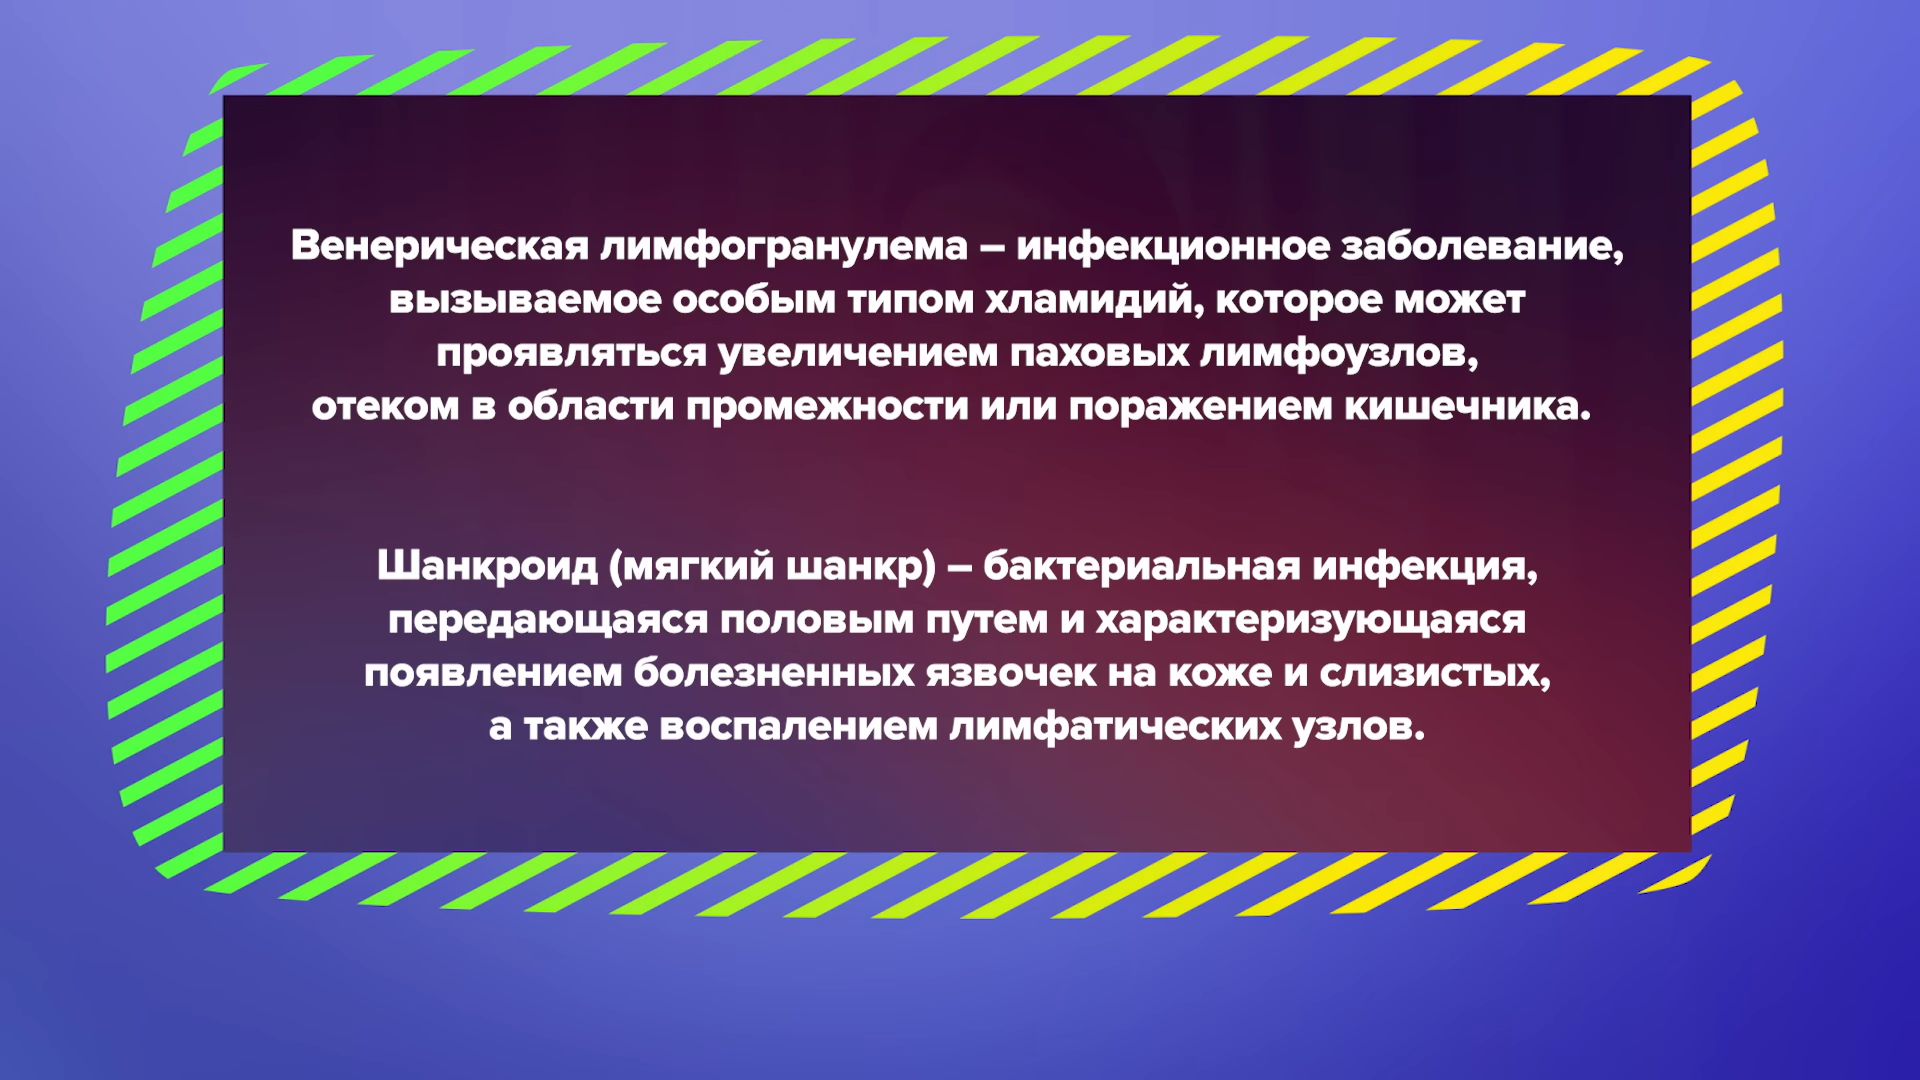 Венерическая лимфогранулема – инфекционное заболевание,
вызываемое особым типом хламидий, которое может
проявляться увеличением паховых лимфоузлов,
отеком в области промежности или поражением кишечника.
Шанкроид (мягкий шанкр) – бактериальная инфекция,
передающаяся половым путем и характеризующаяся
появлением болезненных язвочек на коже и слизистых,
а также воспалением лимфатических узлов.